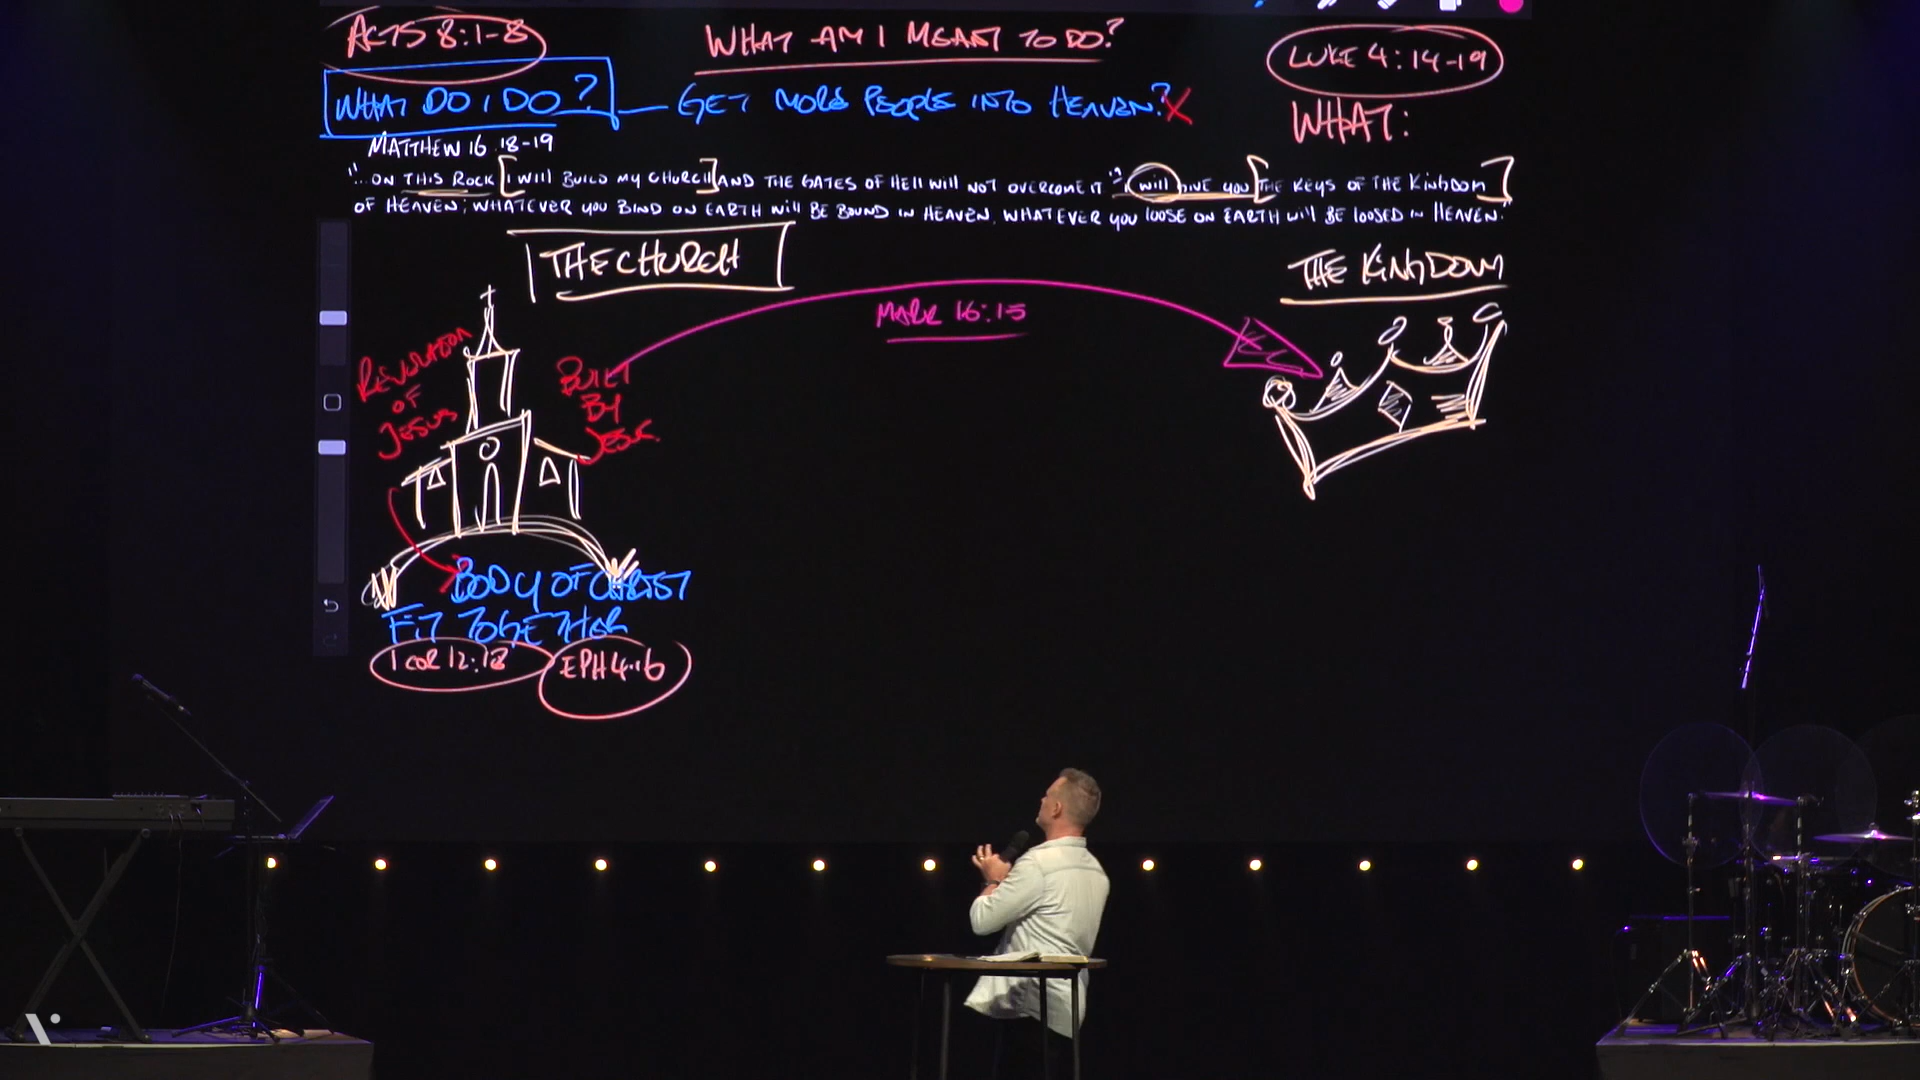 ACTS 8:1-8
WHAT AM I MEANT TO DO?
LUKE 4:14-19
WHAT DO I DO? — GET MORE PEOPLE INTO HEAVEN? X
WHAT:
MATTHEW 16 18-19
"...ON THIS ROCK [I WILL BUILD MY CHURCH] AND THE GATES OF HELL WILL NOT OVERCOME IT" "I WILL GIVE YOU [THE KEYS OF THE KINGDOM]
OF HEAVEN; WHATEVER YOU BIND ON EARTH WILL BE BOUND IN HEAVEN, WHATEVER YOU LOOSE ON EARTH WILL BE LOOSED IN HEAVEN."
THE CHURCH
THE KINGDOM
MARK 16:15
REVELATION
OF
JESUS
BUILT
BY
JESUS.
BODY OF CHRIST
FIT TOGETHER
1 COR 12:18
EPH 4:16